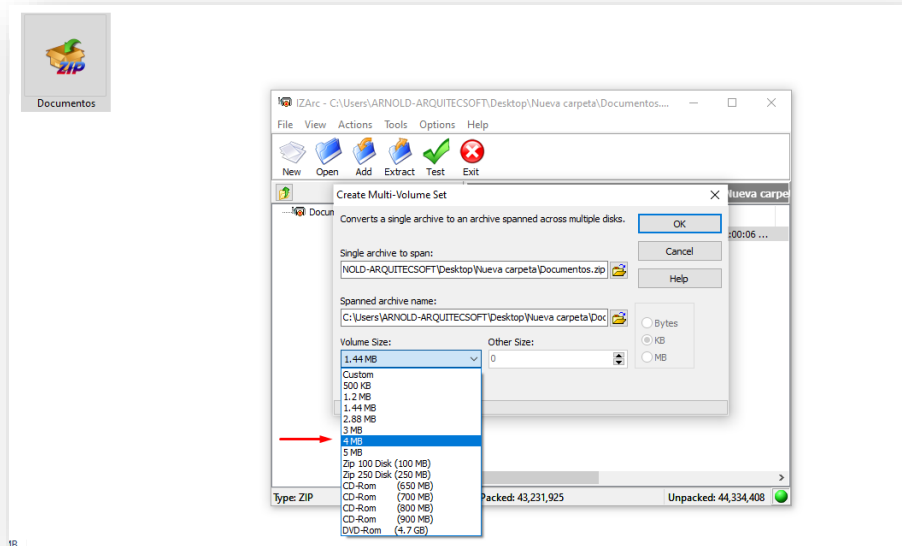 ZIP
Documentos
IZArc - C:\Users\ARNOLD-ARQUITECSOFT\Desktop\Nueva carpeta\Documentos....
File View Actions Tools Options Help
New Open Add Extract Test Exit
Nueva carpe
Docum
:00:06 ...
Create Multi-Volume Set
Converts a single archive to an archive spanned across multiple disks.
OK
Cancel
Help
Single archive to span:
NOLD-ARQUITECSOFT\Desktop\Nueva carpeta\Documentos.zip
Spanned archive name:
C:\Users\ARNOLD-ARQUITECSOFT\Desktop\Nueva carpeta\Doc
Bytes
KB
MB
Volume Size: Other Size:
1.44 MB 0
Custom
500 KB
1.2 MB
1.44 MB
2.88 MB
3 MB
4 MB
5 MB
Zip 100 Disk (100 MB)
Zip 250 Disk (250 MB)
CD-Rom (650 MB)
CD-Rom (700 MB)
CD-Rom (800 MB)
CD-Rom (900 MB)
DVD-Rom (4.7 GB)
Type: ZIP Packed: 43,231,925 Unpacked: 44,334,408
MB